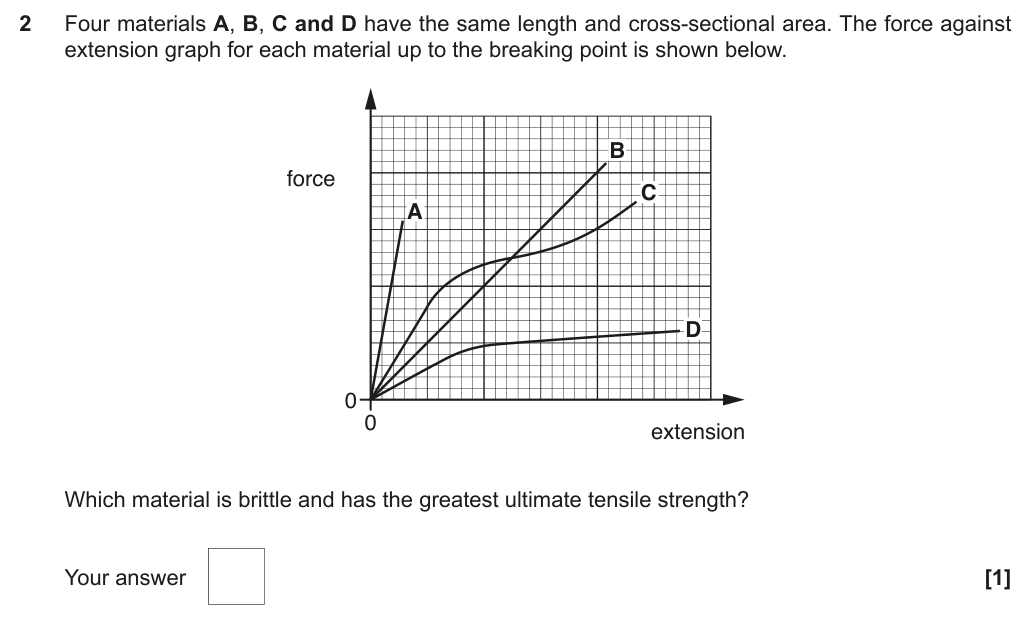 2 Four materials A, B, C and D have the same length and cross-sectional area. The force against
extension graph for each material up to the breaking point is shown below.
B
force
C
A
D
0
0
extension
Which material is brittle and has the greatest ultimate tensile strength?
Your answer
[1]